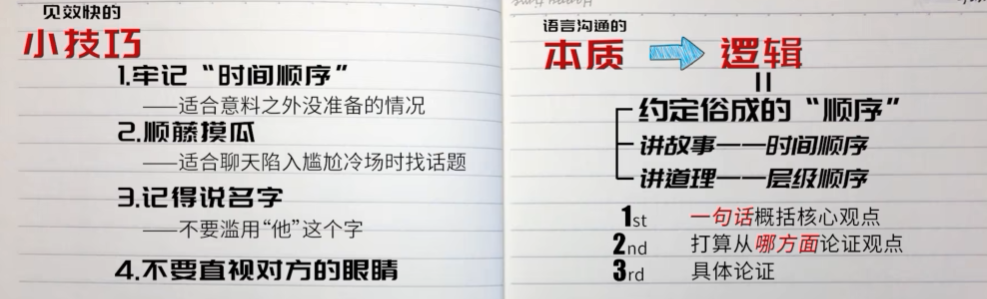 见效快的
小技巧
1.牢记“时间顺序”
——适合意料之外没准备的情况
2.顺藤摸瓜
——适合聊天陷入尴尬冷场时找话题
3.记得说名字
——不要滥用“他”这个字
4.不要直视对方的眼睛
语言沟通的
本质 逻辑
=
约定俗成的“顺序”
讲故事——时间顺序
讲道理——层级顺序
1st 一句话概括核心观点
2nd 打算从哪方面论证观点
3rd 具体论证